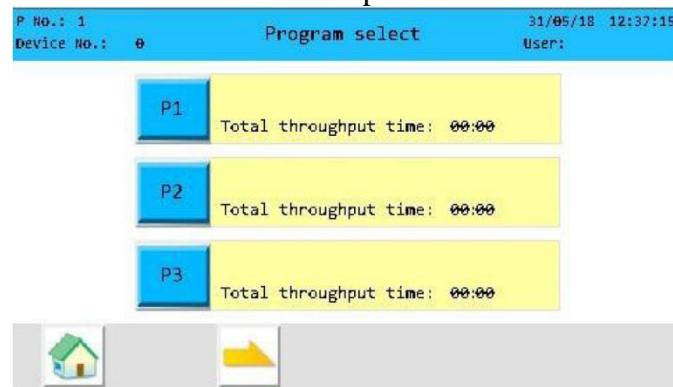 P No.: 1 Program select 31/05/18 12:37:15
Device No.: 0 User:
P1 Total throughput time: 00:00
P2 Total throughput time: 00:00
P3 Total throughput time: 00:00